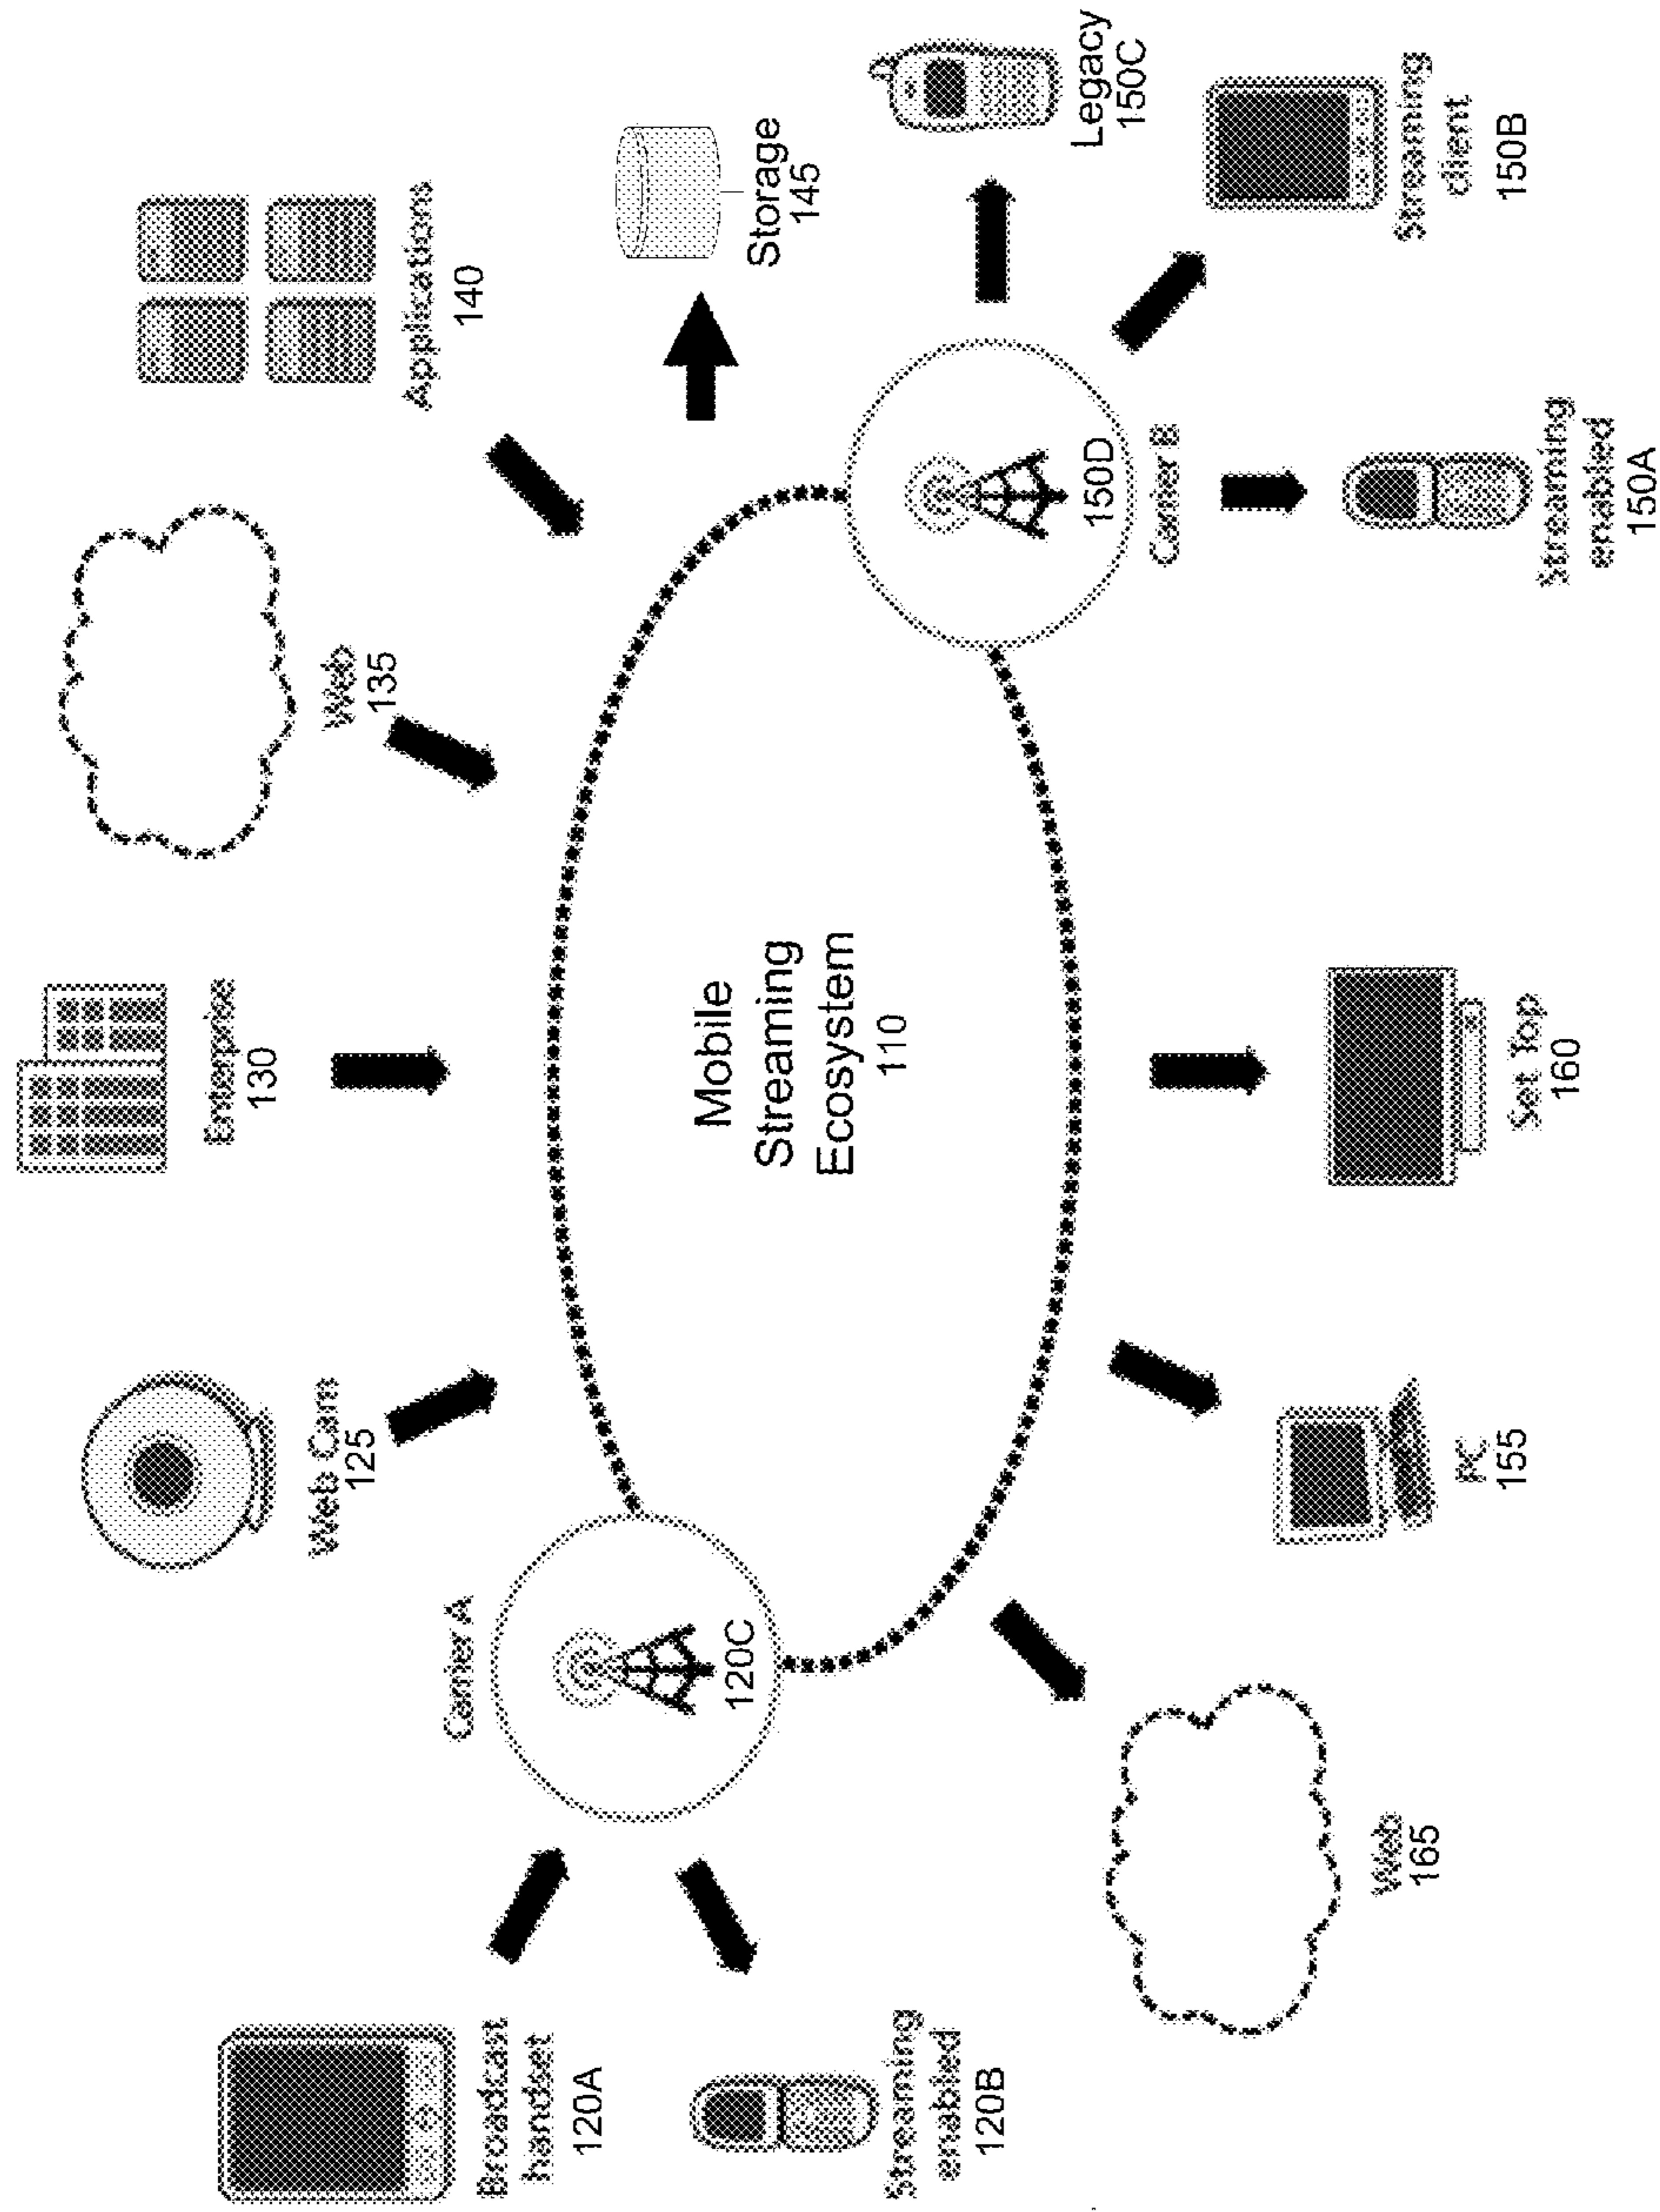 Enterprise
130
Web Cam
125
Web
135
Applications
140
Carrier A
120C
Broadcast
handset
120A
Streaming
enabled
120B
Mobile
Streaming
Ecosystem
110
Storage
145
Legacy
150C
150D
Carrier B
Streaming
client
150B
Streaming
enabled
150A
Web
165
PC
155
Set Top
160